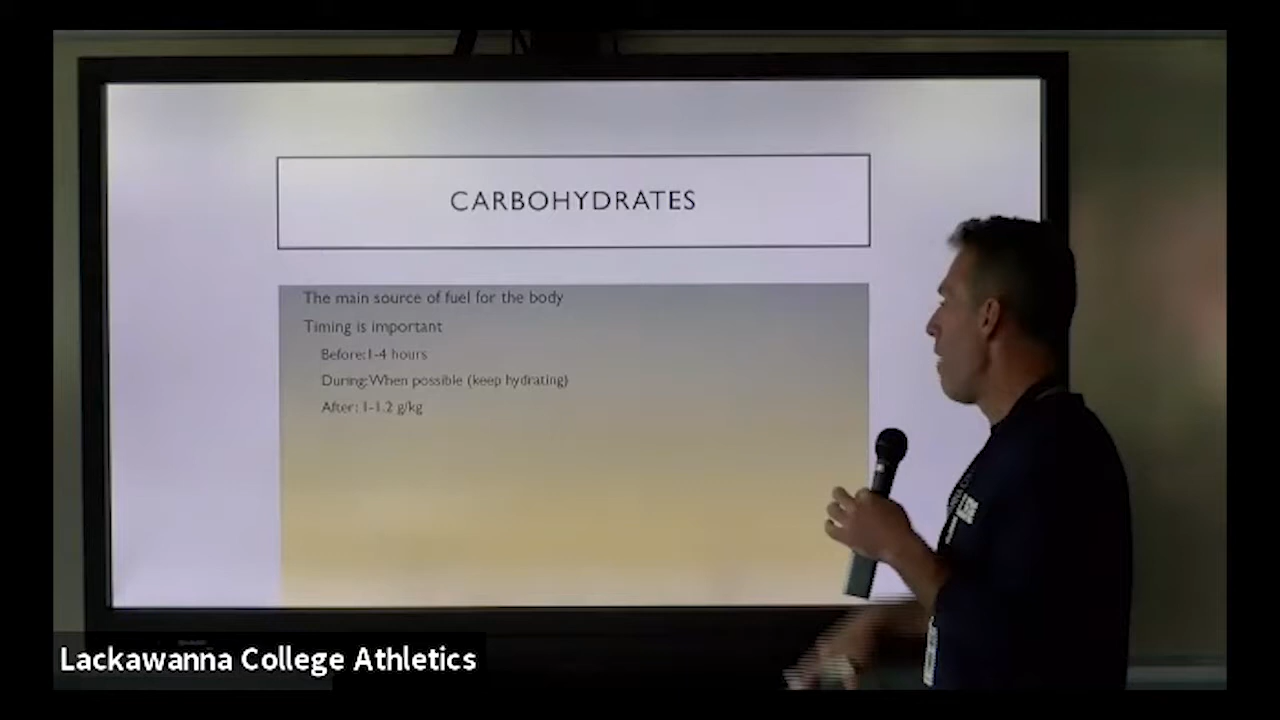 CARBOHYDRATES
The main source of fuel for the body
Timing is important
Before:1-4 hours
During:When possible (keep hydrating)
After: 1-1.2 g/kg
Lackawanna College Athletics